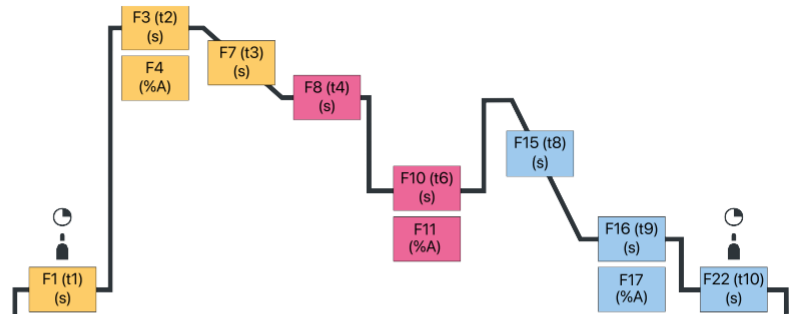 F3 (t2)
(s)
F4
(%A)
F7 (t3)
(s)
F8 (t4)
(s)
F15 (t8)
(s)
F10 (t6)
(s)
F11
(%A)
F16 (t9)
(s)
F17
(%A)
F1 (t1)
(s)
F22 (t10)
(s)